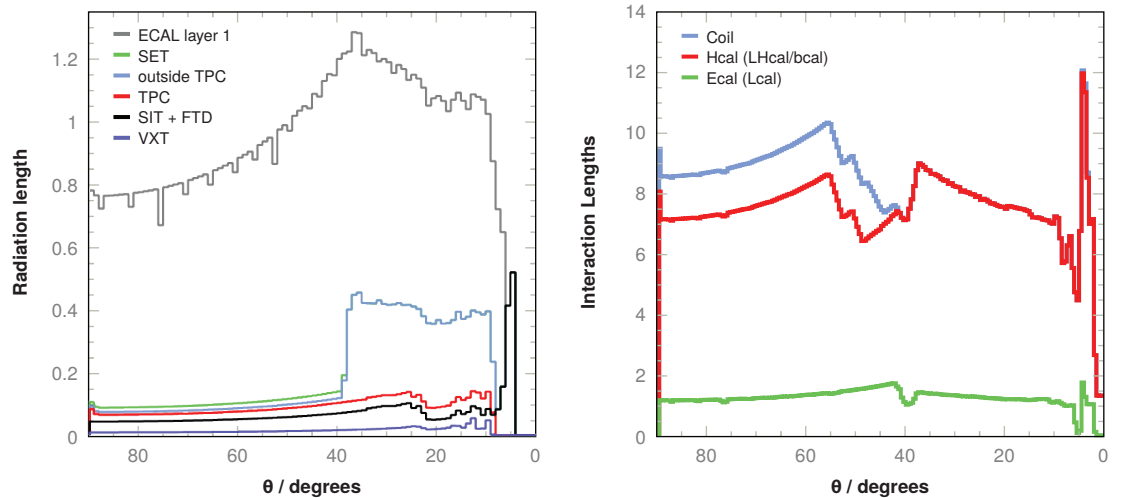 Radiation length
1.2
1
0.8
0.6
0.4
0.2
0
ECAL layer 1
SET
outside TPC
TPC
SIT + FTD
VXT
80
60
40
20
0
θ / degrees
Interaction Lengths
14
12
10
8
6
4
2
0
Coil
Hcal (LHcal/bcal)
Ecal (Lcal)
80
60
40
20
0
θ / degrees